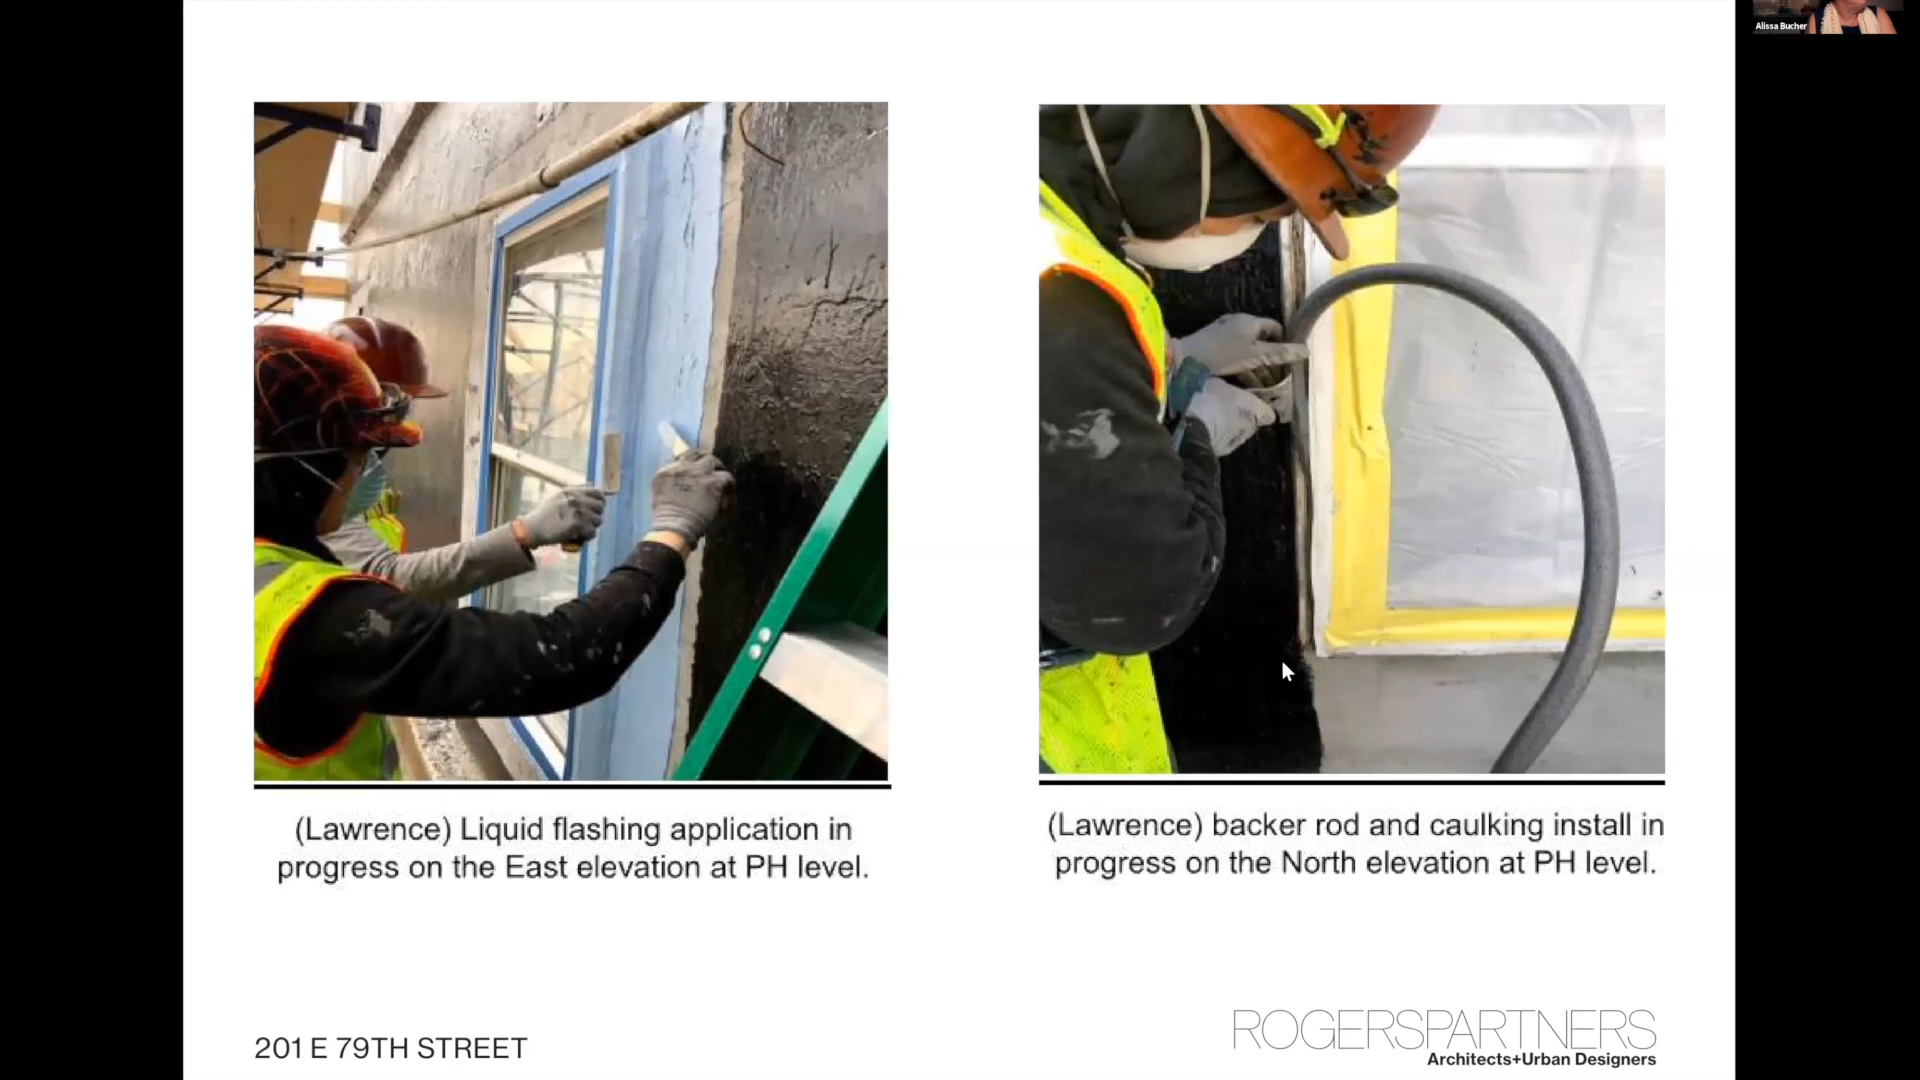 Alissa Bucher
(Lawrence) Liquid flashing application in
progress on the East elevation at PH level.
(Lawrence) backer rod and caulking install in
progress on the North elevation at PH level.
201 E 79TH STREET
ROGERSPARTNERS
Architects+Urban Designers